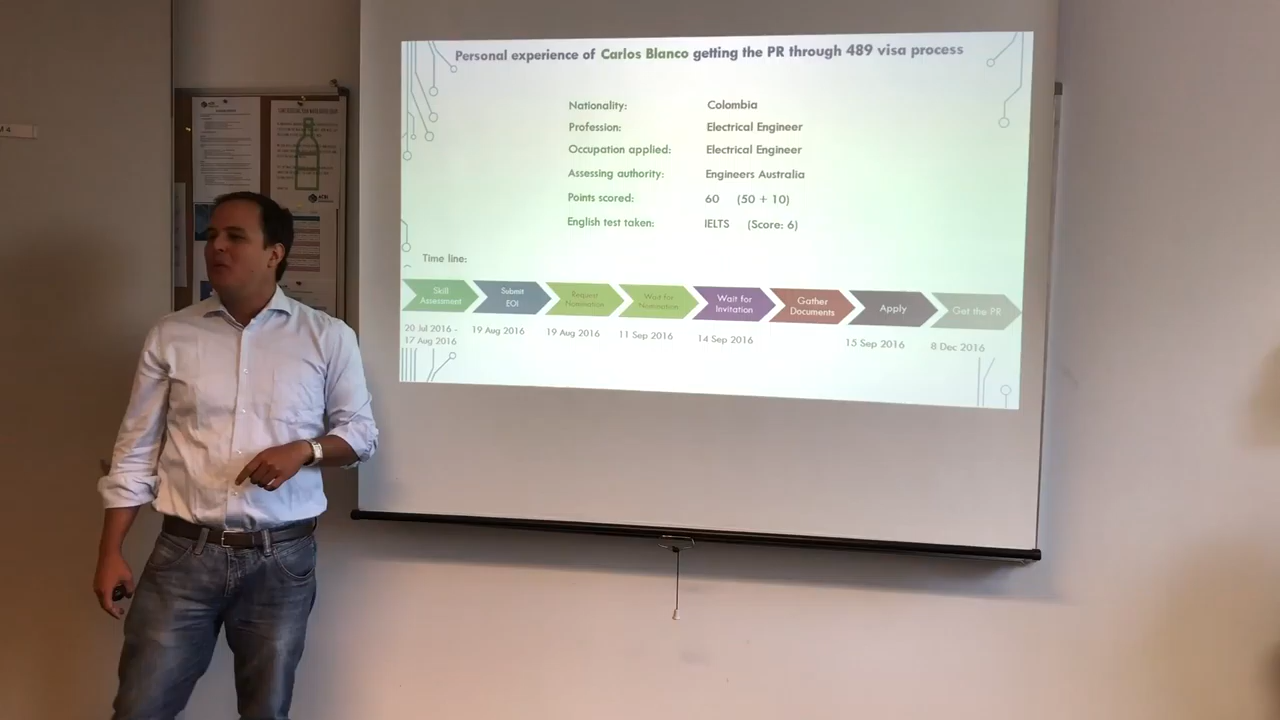 Personal experience of Carlos Blanco getting the PR through 489 visa process
Nationality: Colombia
Profession: Electrical Engineer
Occupation applied: Electrical Engineer
Assessing authority: Engineers Australia
Points scored: 60 (50 + 10)
English test taken: IELTS (Score: 6)
Time line:
Skill Assessment
Submit EOI
Request Nomination
Wait for Nomination
Wait for Invitation
Gather Documents
Apply
Get the PR
20 Jul 2016 - 17 Aug 2016
19 Aug 2016
19 Aug 2016
11 Sep 2016
14 Sep 2016
15 Sep 2016
8 Dec 2016